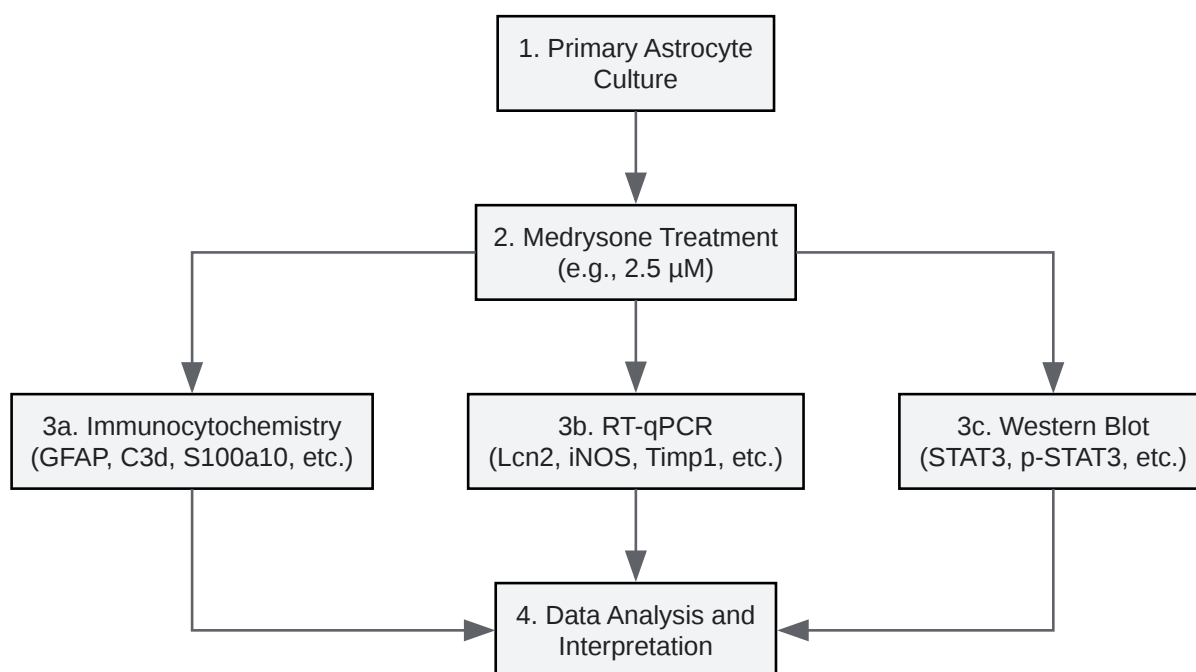 1. Primary Astrocyte
Culture
2. Medrysone Treatment
(e.g., 2.5 µM)
3a. Immunocytochemistry
(GFAP, C3d, S100a10, etc.)
3b. RT-qPCR
(Lcn2, iNOS, Timp1, etc.)
3c. Western Blot
(STAT3, p-STAT3, etc.)
4. Data Analysis and
Interpretation